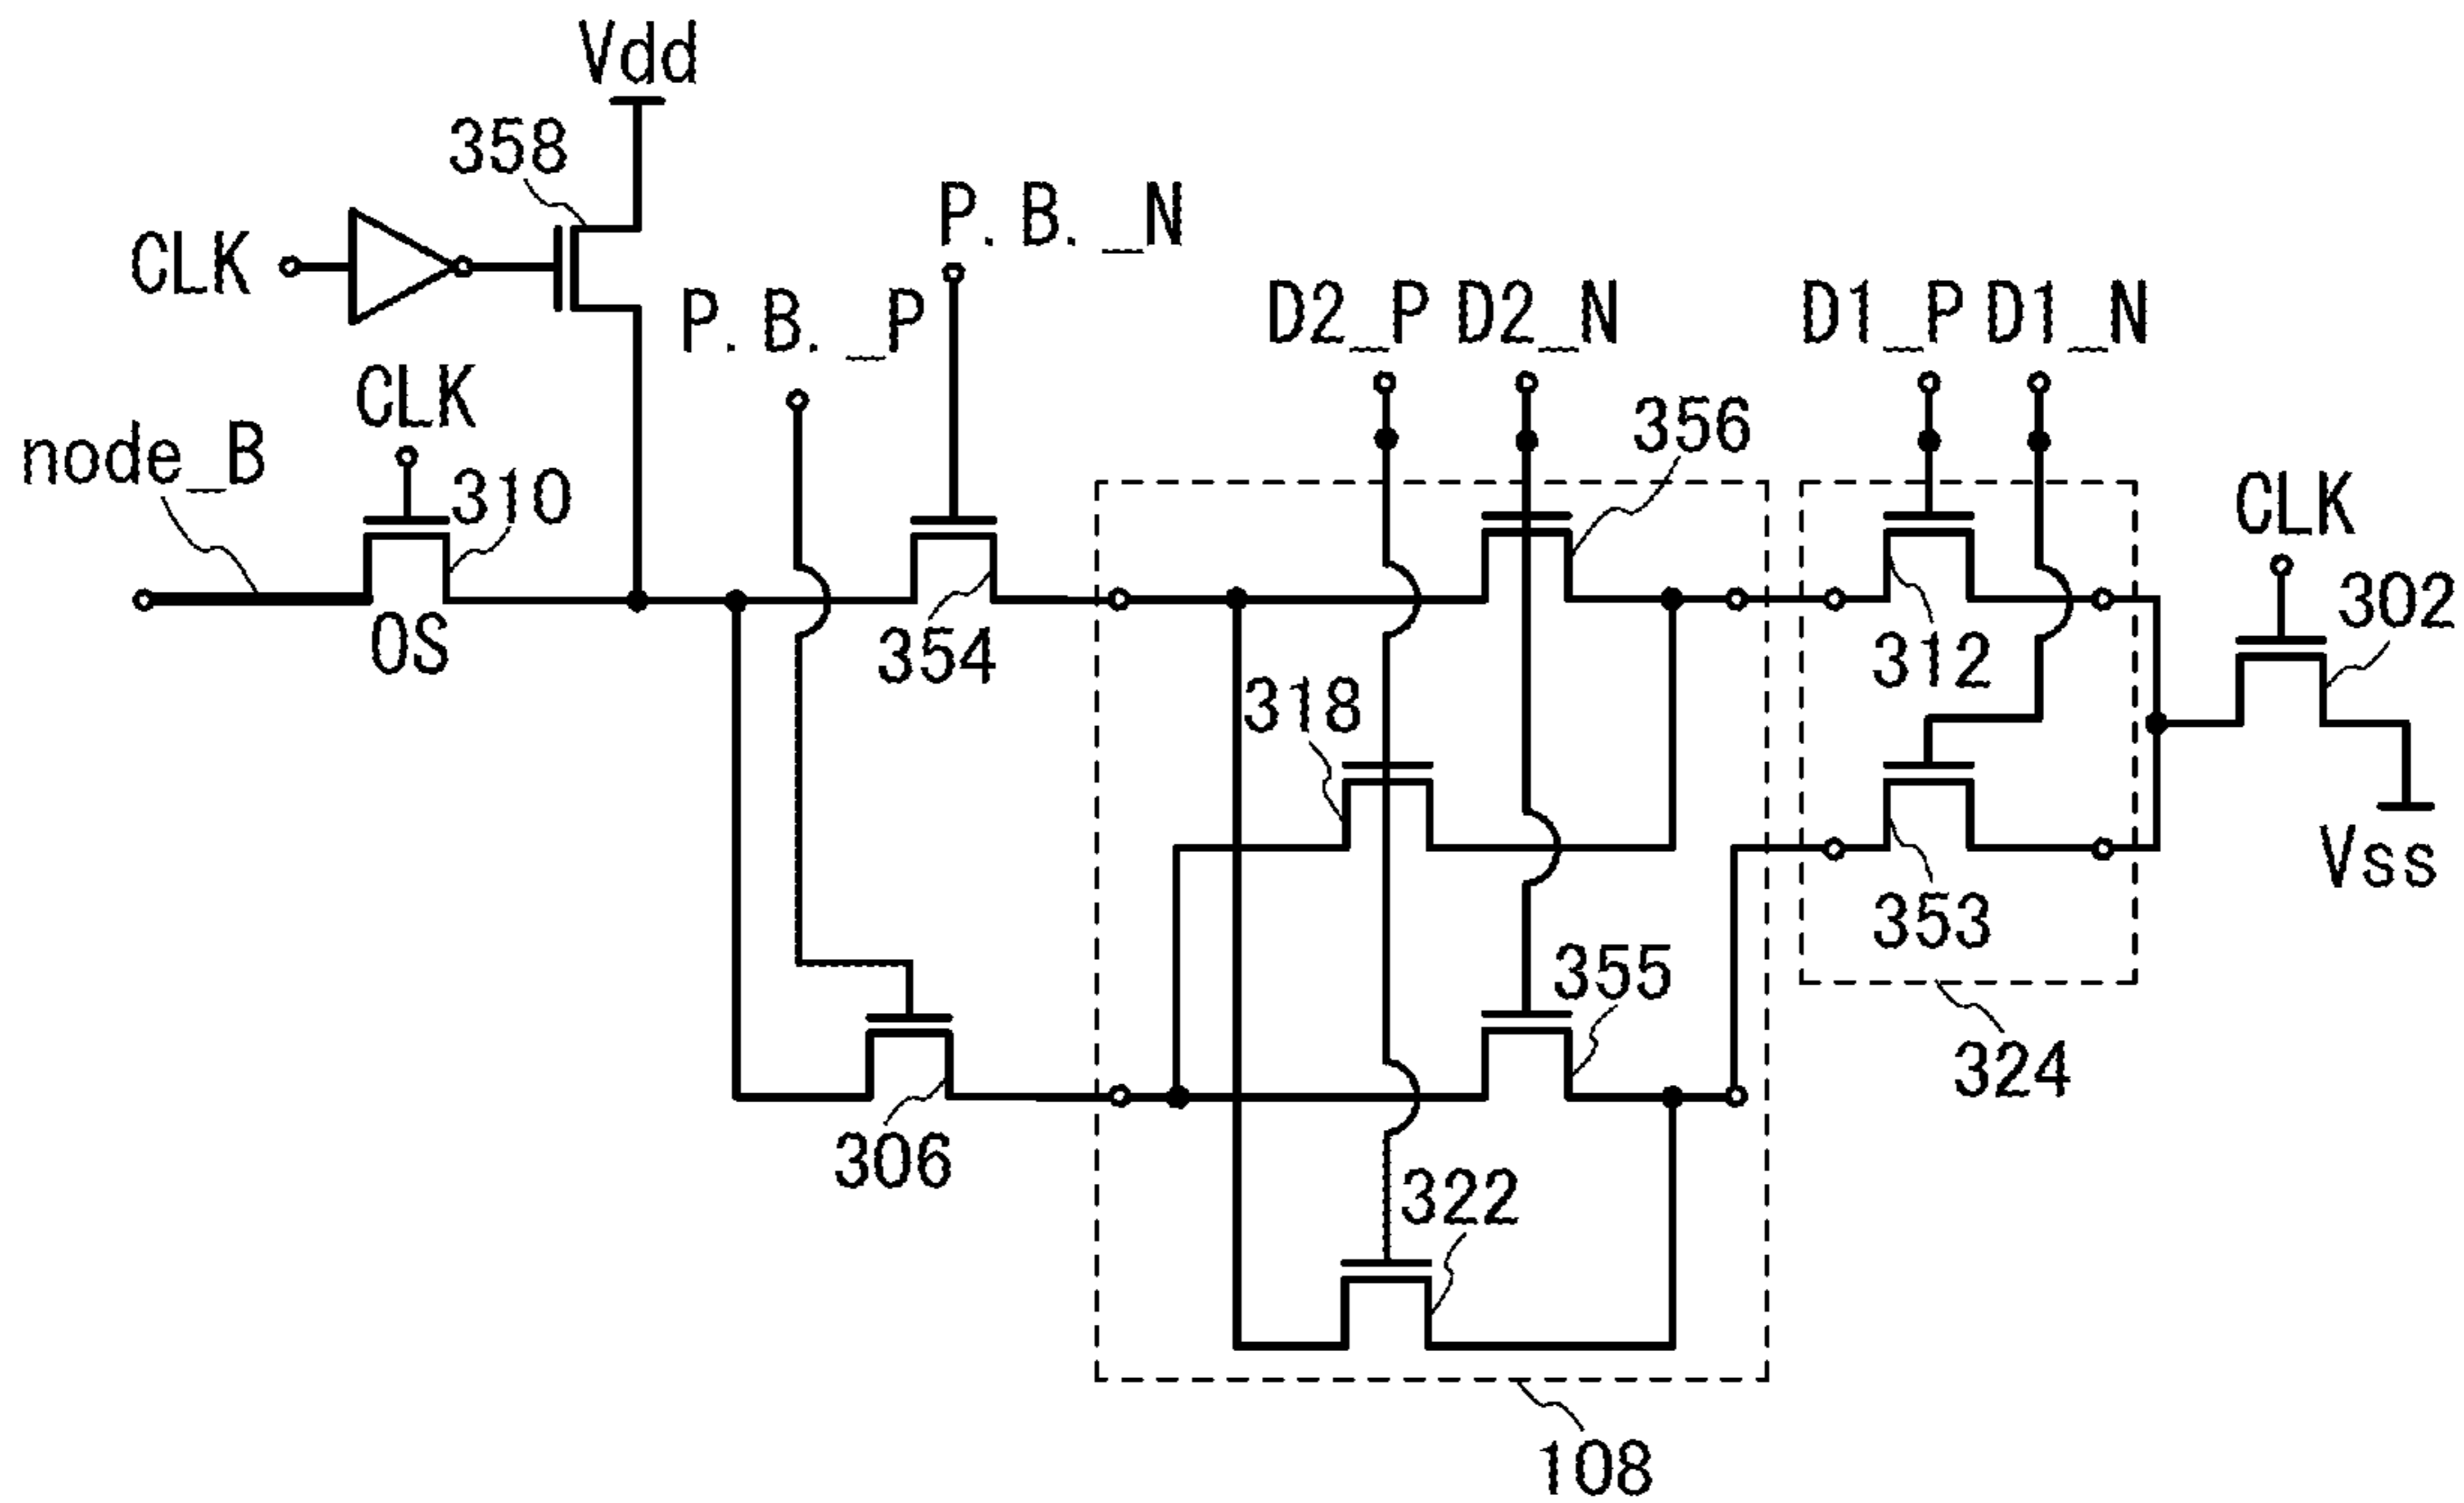 Vdd
358
P.B._N
CLK
P.B._P
D2_P
D2_N
D1_P
D1_N
CLK
356
node_B
310
CLK
302
OS
354
312
318
Vss
353
355
324
306
322
108